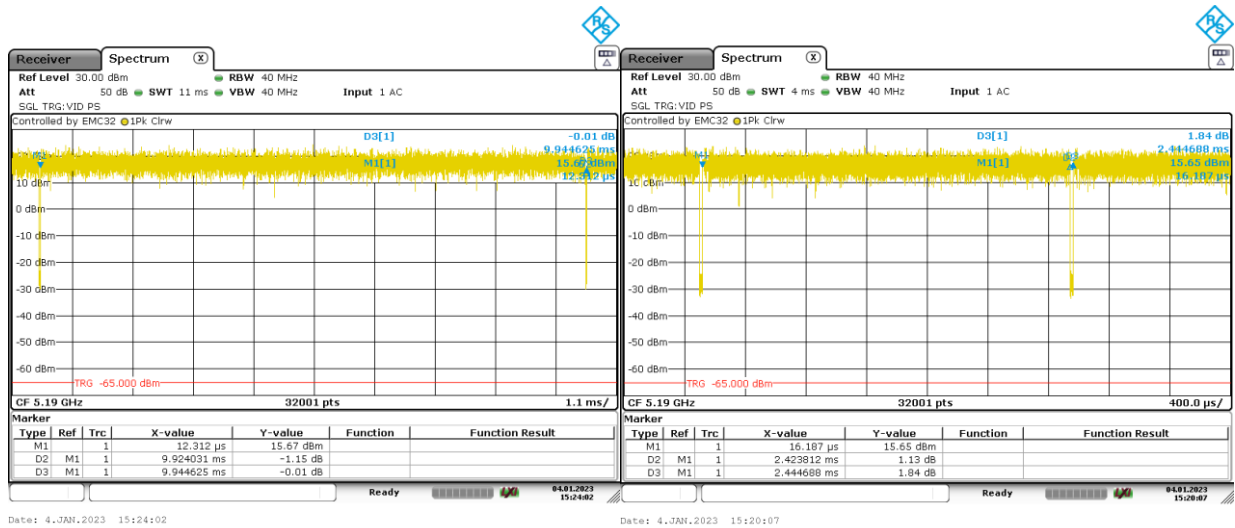 R S
Receiver Spectrum X
Ref Level 30.00 dBm RBW 40 MHz
Att 50 dB SWT 11 ms VBW 40 MHz Input 1 AC
SGL TRG:VID PS
Controlled by EMC32 1Pk Clrw
D3[1] -0.01 dB
9.944625 ms
M1[1] 15.67 dBm
12.312 µs
10 dBm
0 dBm
-10 dBm
-20 dBm
-30 dBm
-40 dBm
-50 dBm
-60 dBm
TRG -65.000 dBm
CF 5.19 GHz 32001 pts 1.1 ms/
Marker
Type Ref Trc X-value Y-value Function Function Result
M1 1 12.312 µs 15.67 dBm
D2 M1 1 9.924031 ms -1.15 dB
D3 M1 1 9.944625 ms -0.01 dB
Ready LXI 04.01.2023
15:24:02
Date: 4.JAN.2023 15:24:02
R S
Receiver Spectrum X
Ref Level 30.00 dBm RBW 40 MHz
Att 50 dB SWT 4 ms VBW 40 MHz Input 1 AC
SGL TRG:VID PS
Controlled by EMC32 1Pk Clrw
D3[1] 1.84 dB
2.444688 ms
M1[1] 15.65 dBm
16.187 µs
10 dBm
0 dBm
-10 dBm
-20 dBm
-30 dBm
-40 dBm
-50 dBm
-60 dBm
TRG -65.000 dBm
CF 5.19 GHz 32001 pts 400.0 µs/
Marker
Type Ref Trc X-value Y-value Function Function Result
M1 1 16.187 µs 15.65 dBm
D2 M1 1 2.423812 ms 1.13 dB
D3 M1 1 2.444688 ms 1.84 dB
Ready LXI 04.01.2023
15:20:07
Date: 4.JAN.2023 15:20:07